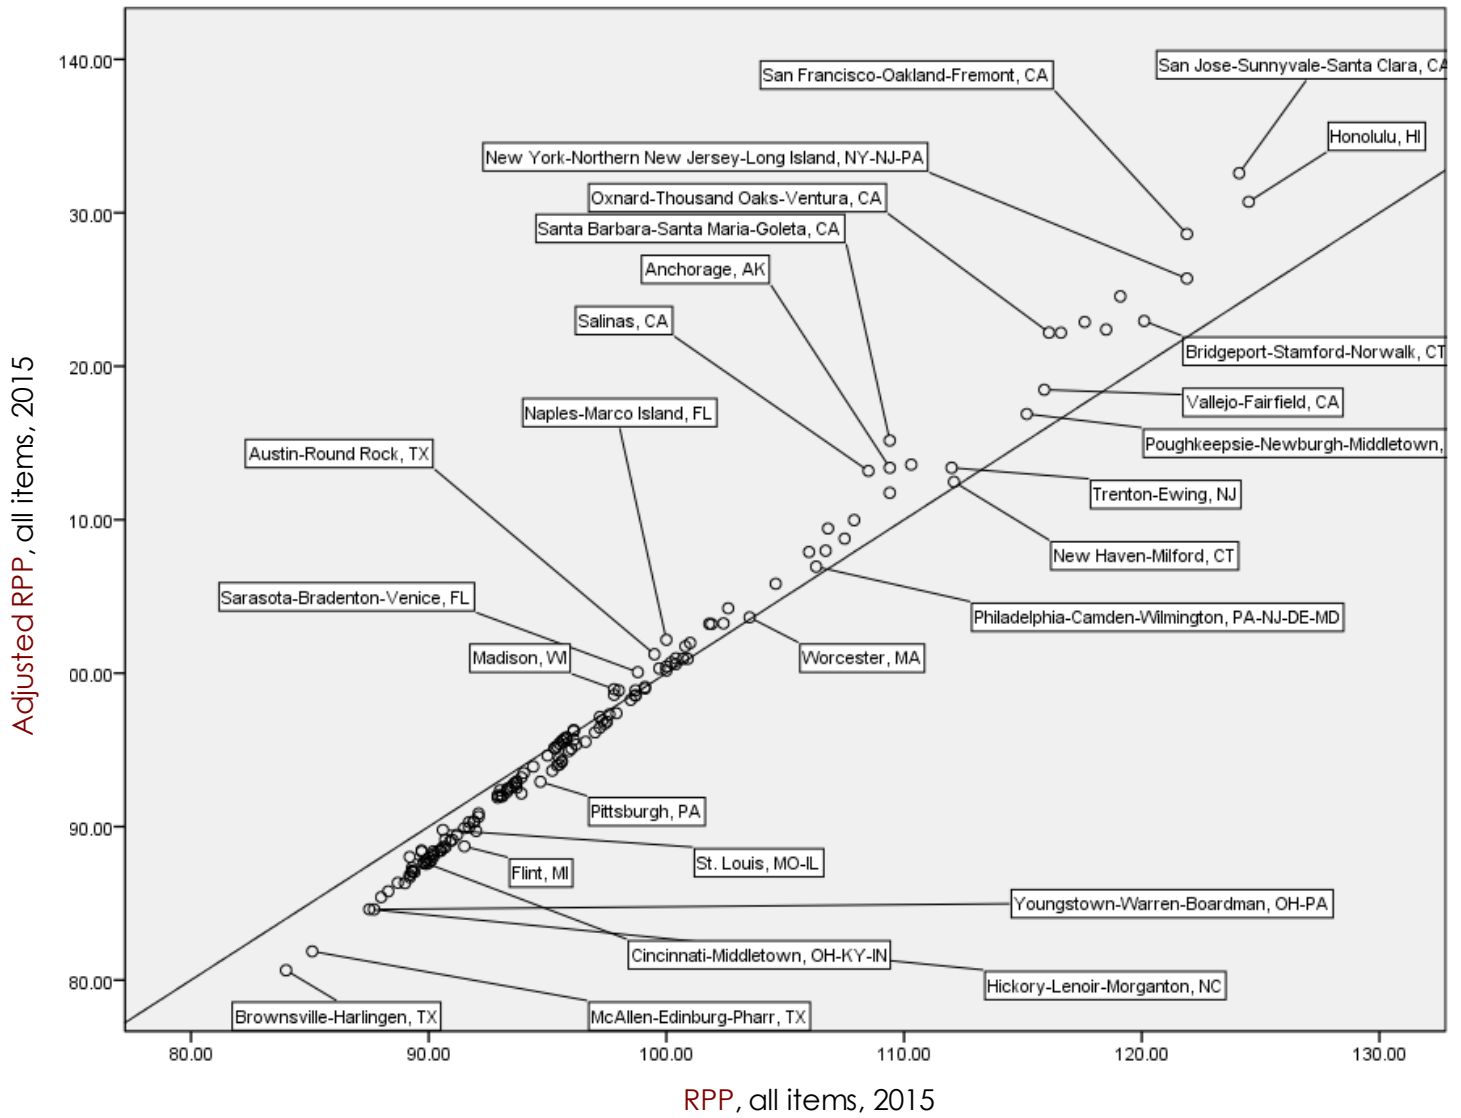 140.00
San Francisco-Oakland-Fremont, CA
San Jose-Sunnyvale-Santa Clara, CA
Honolulu, HI
New York-Northern New Jersey-Long Island, NY-NJ-PA
Oxnard-Thousand Oaks-Ventura, CA
30.00
Santa Barbara-Santa Maria-Goleta, CA
Anchorage, AK
Salinas, CA
Bridgeport-Stamford-Norwalk, CT
20.00
Vallejo-Fairfield, CA
Naples-Marco Island, FL
Poughkeepsie-Newburgh-Middletown,
Austin-Round Rock, TX
Trenton-Ewing, NJ
10.00
New Haven-Milford, CT
Sarasota-Bradenton-Venice, FL
Philadelphia-Camden-Wilmington, PA-NJ-DE-MD
Madison, WI
Worcester, MA
00.00
Pittsburgh, PA
90.00
St. Louis, MO-IL
Flint, MI
Youngstown-Warren-Boardman, OH-PA
Cincinnati-Middletown, OH-KY-IN
80.00
Hickory-Lenoir-Morganton, NC
Brownsville-Harlingen, TX
McAllen-Edinburg-Pharr, TX
Adjusted RPP, all items, 2015
80.00 90.00 100.00 110.00 120.00 130.00
RPP, all items, 2015